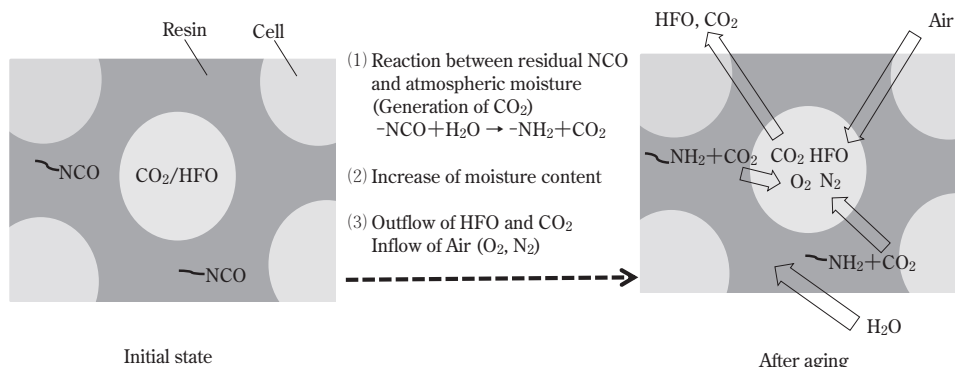 Resin
Cell
NCO
CO₂/HFO
NCO
Initial state
(1) Reaction between residual NCO
and atmospheric moisture
(Generation of CO₂)
-NCO+H₂O → -NH₂+CO₂
(2) Increase of moisture content
(3) Outflow of HFO and CO₂
Inflow of Air (O₂, N₂)
HFO, CO₂
Air
NH₂+CO₂
CO₂ HFO
O₂ N₂
NH₂+CO₂
H₂O
After aging